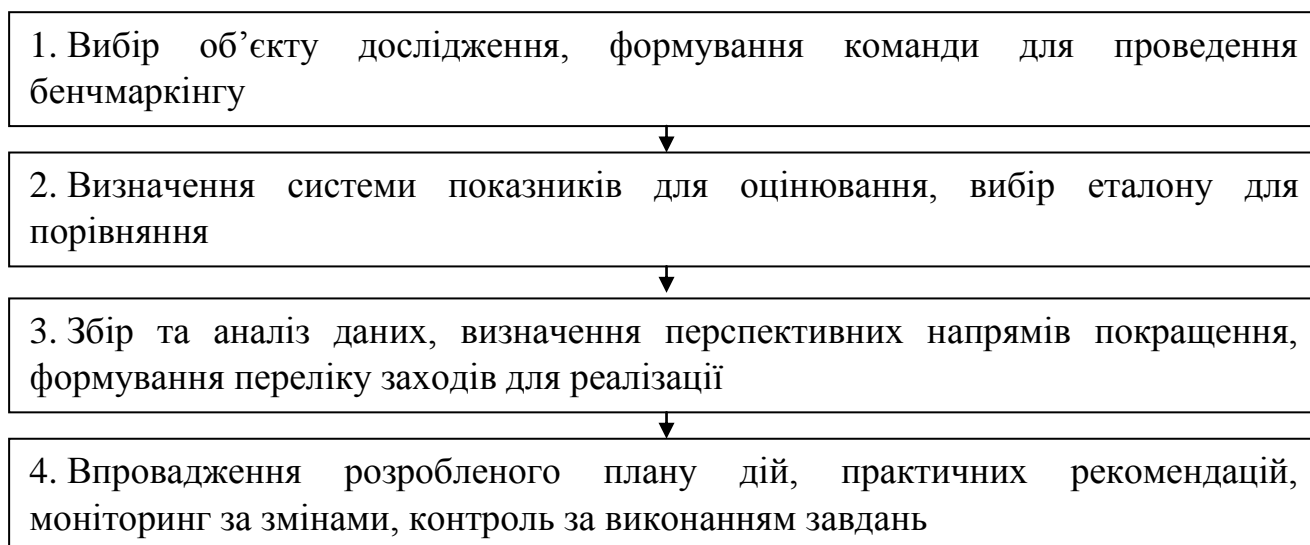 1. Вибір об’єкту дослідження, формування команди для проведення
бенчмаркінгу
2. Визначення системи показників для оцінювання, вибір еталону для
порівняння
3. Збір та аналіз даних, визначення перспективних напрямів покращення,
формування переліку заходів для реалізації
4. Впровадження розробленого плану дій, практичних рекомендацій,
моніторинг за змінами, контроль за виконанням завдань